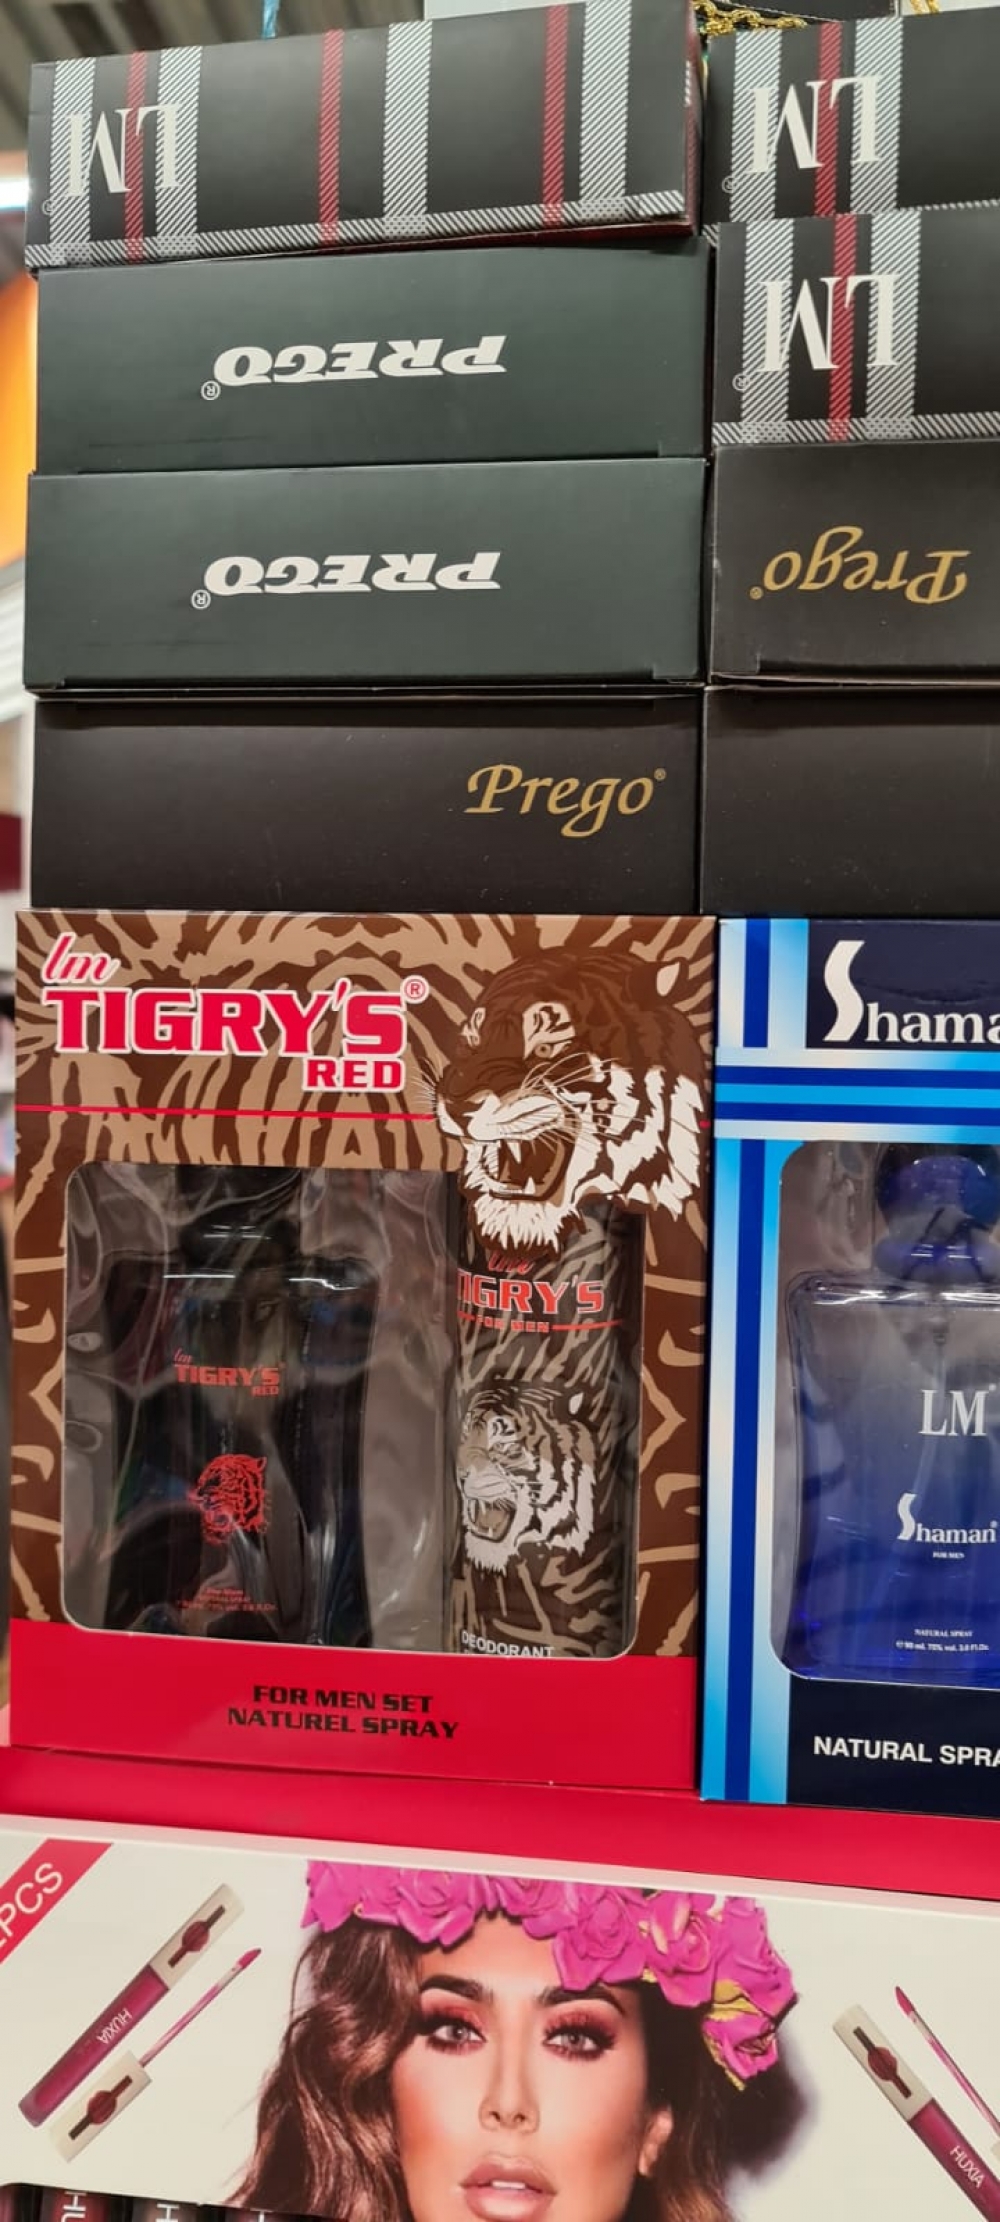 LM®
LM®
PREGO®
LM®
PREGO®
Prego®
Prego®
lm
TIGRY'S®
RED
Shama
lm
TIGRY'S
FOR MEN
lm
TIGRY'S
RED
LM®
Shaman®
FOR MEN
NATURAL SPRAY
DEODORANT
FOR MEN SET
NATUREL SPRAY
NATURAL SPRA
PCS
HUXIA
HUXIA